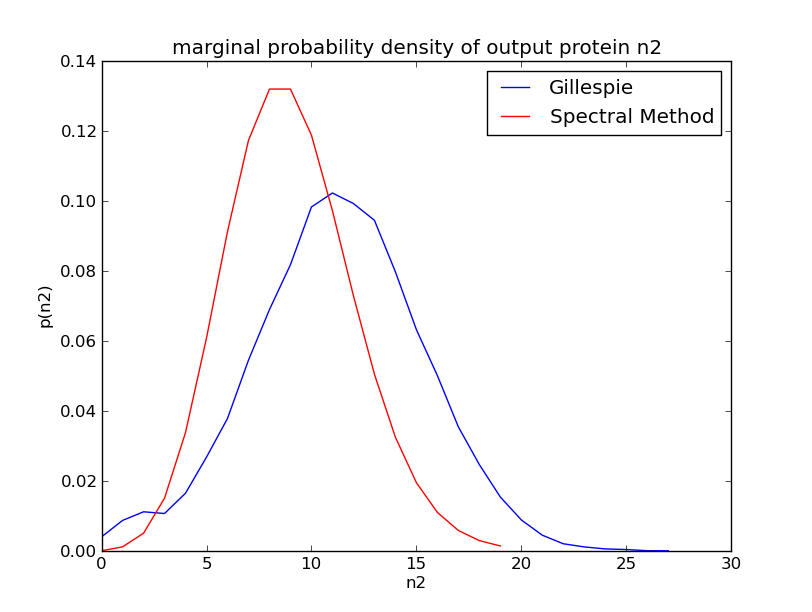 marginal probability density of output protein n2
Gillespie
Spectral Method
p(n2)
0.14
0.12
0.10
0.08
0.06
0.04
0.02
0.00
0 5 10 15 20 25 30
n2